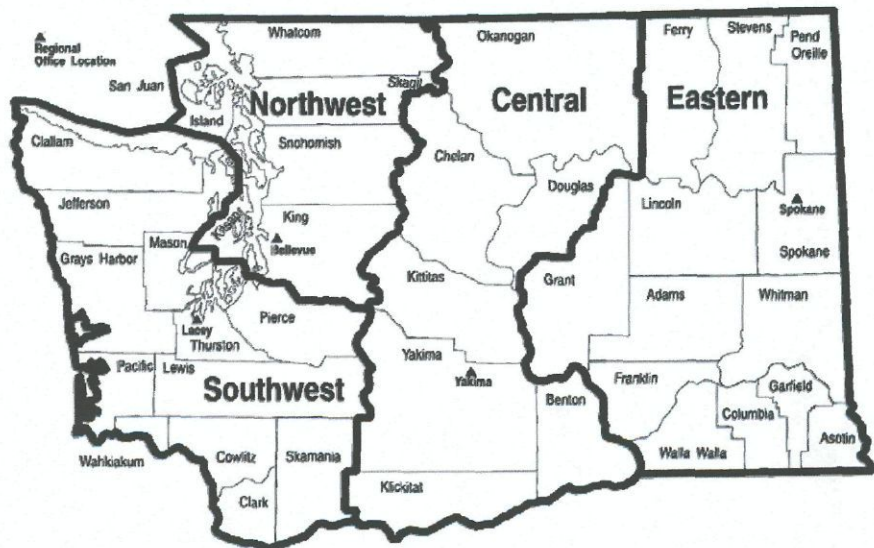 Regional
Office Location
Whatcom
Okanogan
Ferry
Stevens
Pend
Oreille
San Juan
Skagit
Northwest
Central
Eastern
Island
Clallam
Snohomish
Chelan
Douglas
Jefferson
Lincoln
Spokane
Kitsap
King
Mason
Bellevue
Spokane
Grays Harbor
Kittitas
Grant
Adams
Whitman
Pierce
Lacey
Thurston
Yakima
Pacific
Lewis
Yakima
Franklin
Garfield
Southwest
Benton
Columbia
Asotin
Wahkiakum
Cowlitz
Skamania
Walla Walla
Klickitat
Clark